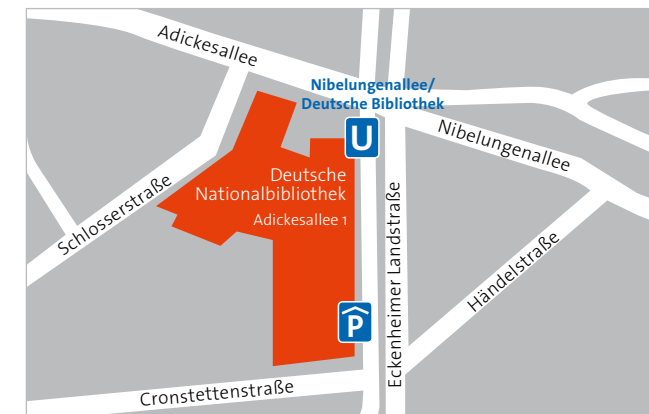 Adickesallee
Nibelungenallee/
Deutsche Bibliothek
U
Nibelungenallee
Deutsche
Nationalbibliothek
Adickesallee 1
Schlosserstraße
Eckenheimer Landstraße
Händelstraße
P
Cronstettenstraße